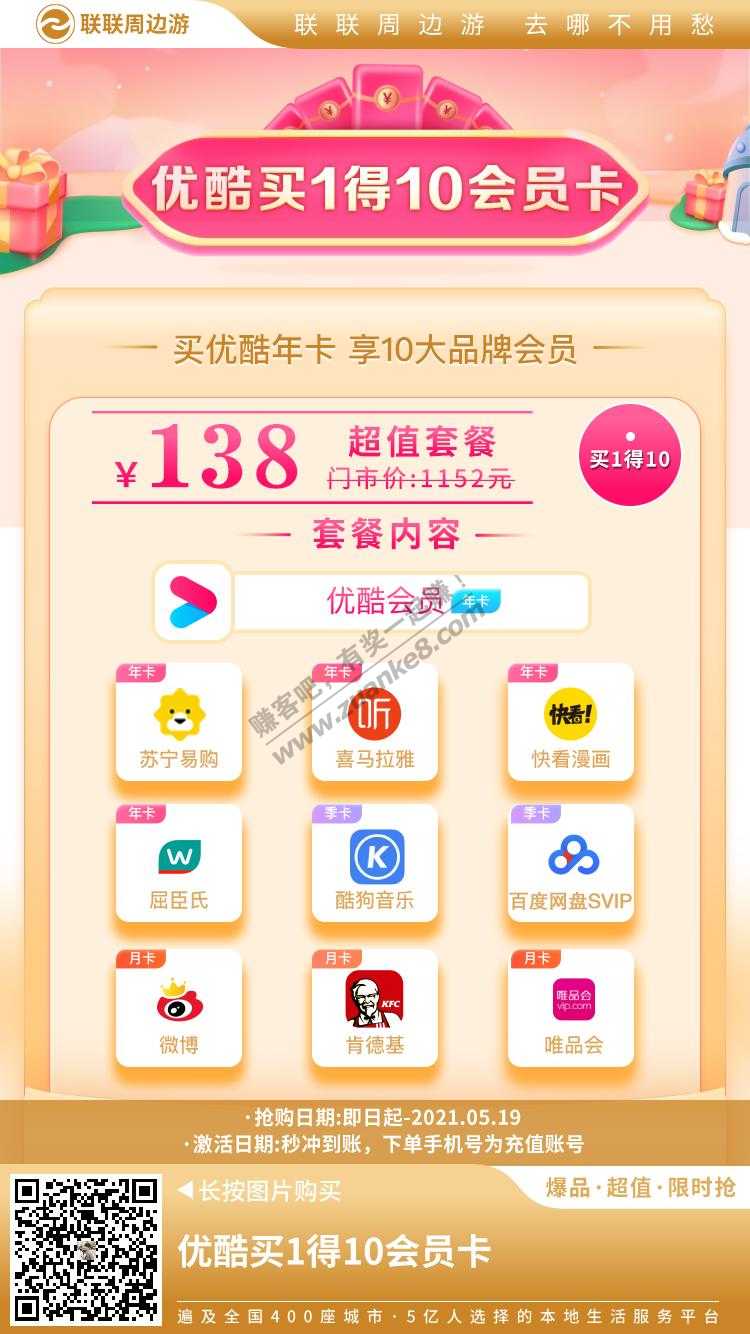 联联周边游
联联周边游 去哪不用愁
优酷买1得10会员卡
买优酷年卡 享10大品牌会员
¥138
超值套餐
门市价:1152元
买1得10
套餐内容
优酷会员 年卡
赚客吧，有奖一起赚！
www.zuanke8.com
年卡
苏宁易购
年卡
听
喜马拉雅
年卡
快看!
快看漫画
年卡
W
屈臣氏
季卡
K
酷狗音乐
季卡
百度网盘SVIP
月卡
微博
月卡
KFC
肯德基
月卡
唯品会
vip.com
唯品会
·抢购日期:即日起-2021.05.19
·激活日期:秒冲到账，下单手机号为充值账号
长按图片购买
爆品·超值·限时抢
优酷买1得10会员卡
遍及全国400座城市·5亿人选择的本地生活服务平台